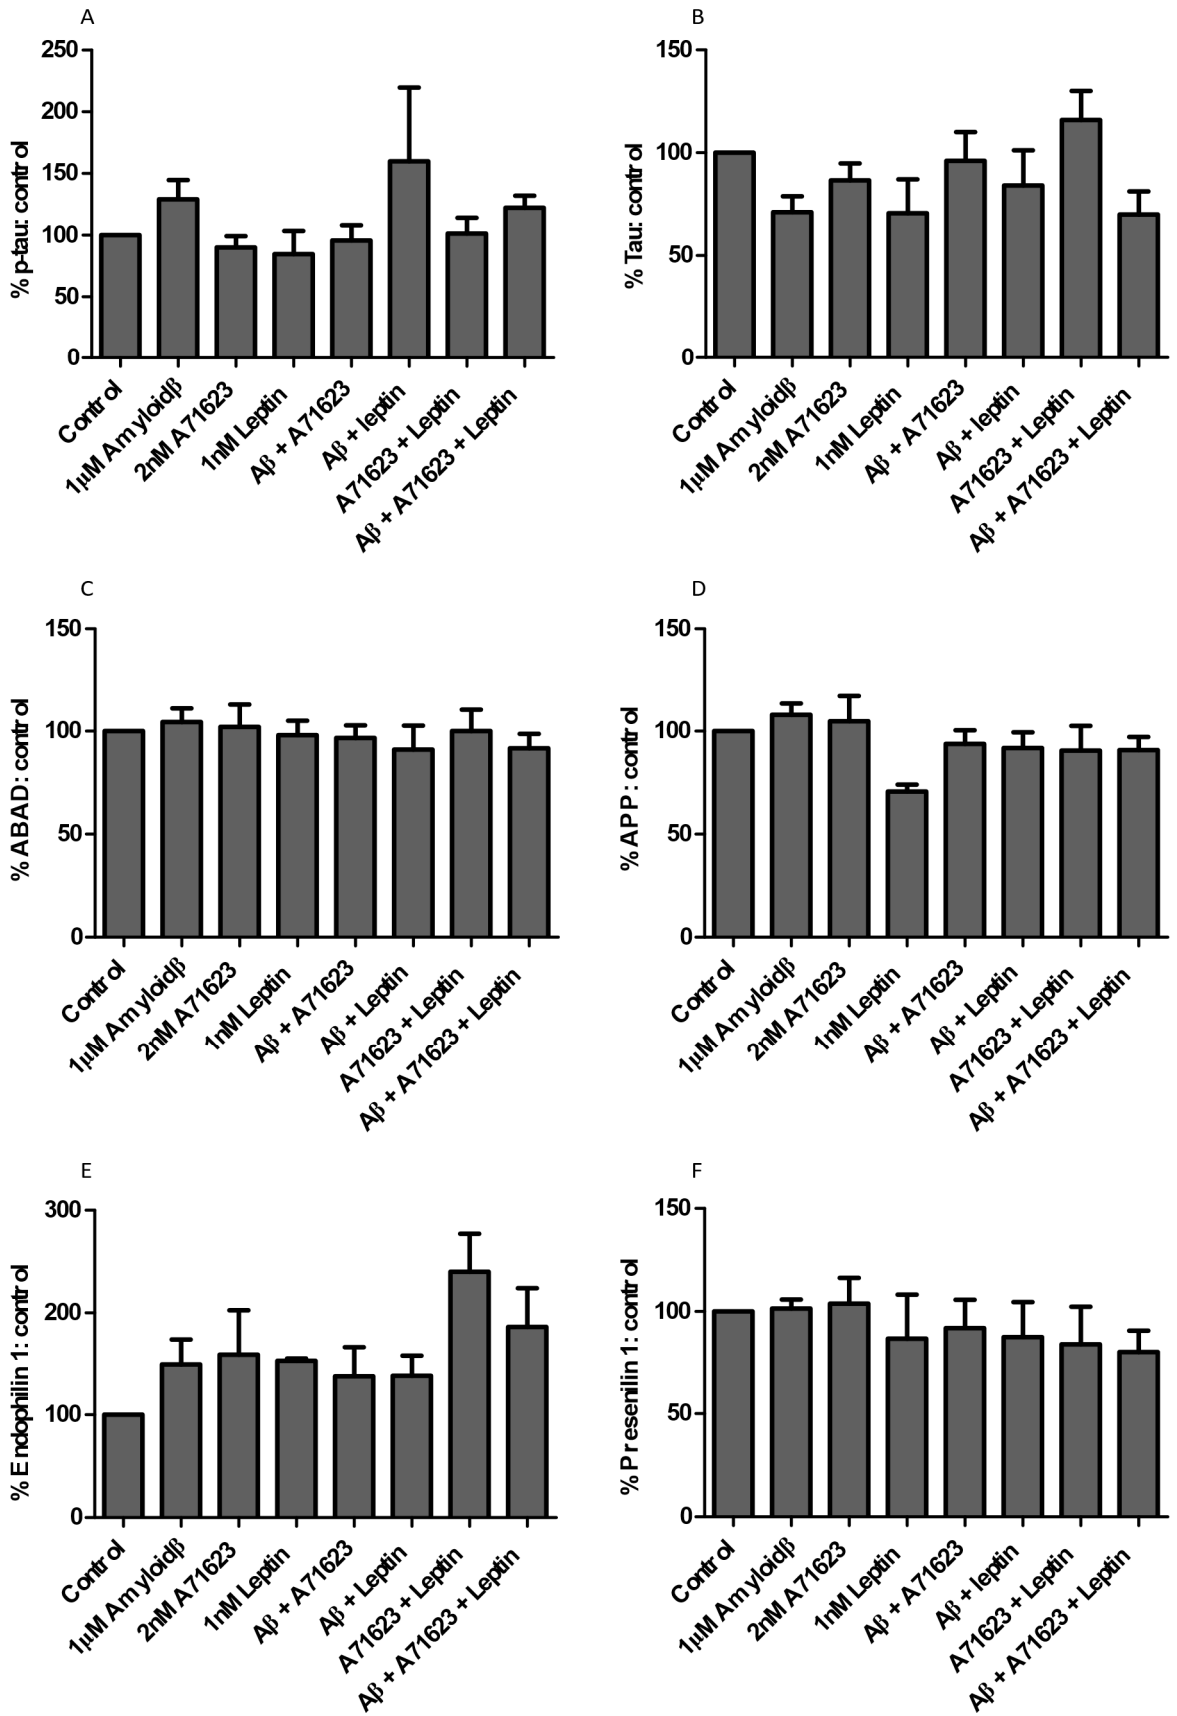 A
250
200
150
100
50
0
% p-tau: control
Control
1μM Amyloidβ
2nM A71623
1nM Leptin
Aβ + A71623
Aβ + leptin
A71623 + Leptin
Aβ + A71623 + Leptin
B
150
100
50
0
% Tau: control
Control
1μM Amyloidβ
2nM A71623
1nM Leptin
Aβ + A71623
Aβ + leptin
A71623 + Leptin
Aβ + A71623 + Leptin
C
150
100
50
0
% ABAD: control
Control
1μM Amyloidβ
2nM A71623
1nM Leptin
Aβ + A71623
Aβ + Leptin
A71623 + Leptin
Aβ + A71623 + Leptin
D
150
100
50
0
% APP: control
Control
1μM Amyloidβ
2nM A71623
1nM Leptin
Aβ + A71623
Aβ + Leptin
A71623 + Leptin
Aβ + A71623 + Leptin
E
300
200
100
0
% Endophilin 1: control
Control
1μM Amyloidβ
2nM A71623
1nM Leptin
Aβ + A71623
Aβ + Leptin
A71623 + Leptin
Aβ + A71623 + Leptin
F
150
100
50
0
% Presenilin 1: control
Control
1μM Amyloidβ
2nM A71623
1nM Leptin
Aβ + A71623
Aβ + leptin
A71623 + Leptin
Aβ + A71623 + Leptin